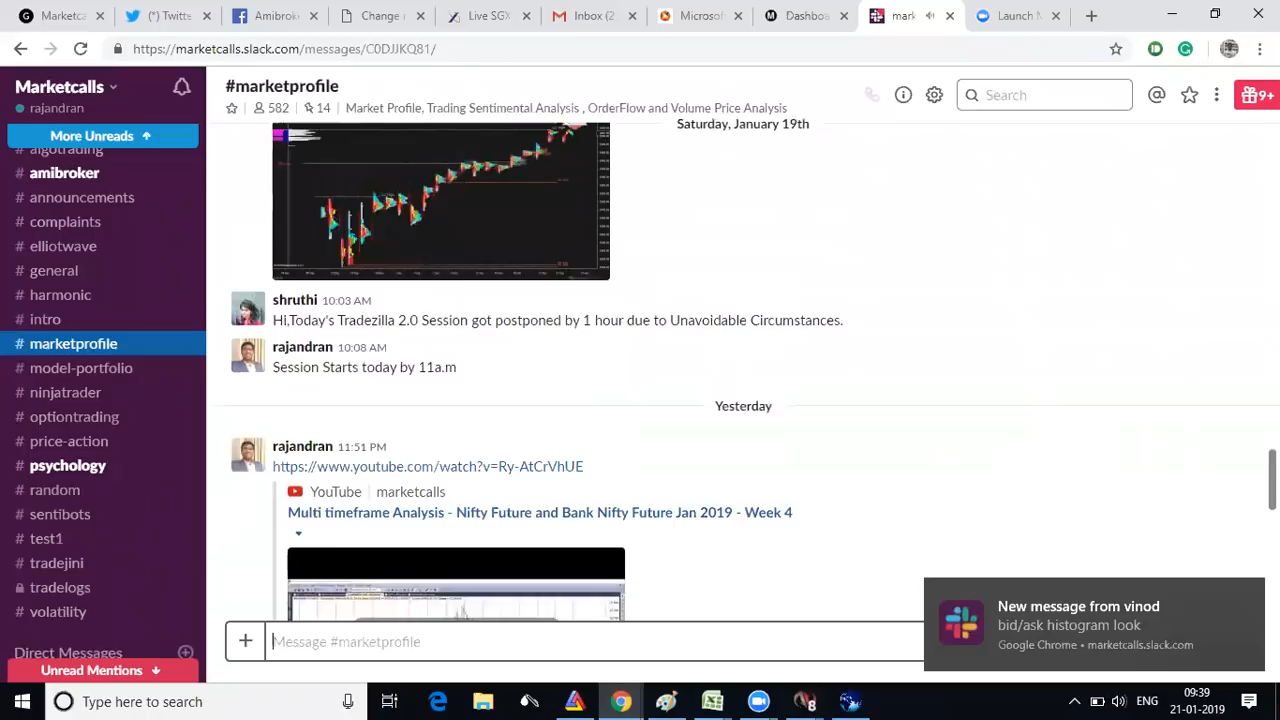 Market Ca
(') Twitte
Amibroke
Change o
Live SGX
Inbox (2
Microsof
Dashboa
mark
Launch M
https://marketcalls.slack.com/messages/C0DJJKQ81/
Marketcalls
rajandran
More Unreads
# algotrading
# amibroker
# announcements
# complaints
# elliotwave
# general
# harmonic
# intro
# marketprofile
# model-portfolio
# ninjatrader
# optiontrading
# price-action
# psychology
# random
# sentibots
# test1
# tradejini
tradelogs
# volatility
Direct Messages
Unread Mentions
#marketprofile
582 14 Market Profile, Trading Sentimental Analysis , OrderFlow and Volume Price Analysis
Search
9+
Saturday, January 19th
shruthi 10:03 AM
Hi,Today's Tradezilla 2.0 Session got postponed by 1 hour due to Unavoidable Circumstances.
rajandran 10:08 AM
Session Starts today by 11a.m
Yesterday
rajandran 11:51 PM
https://www.youtube.com/watch?v=Ry-AtCrVhUE
YouTube | marketcalls
Multi timeframe Analysis - Nifty Future and Bank Nifty Future Jan 2019 - Week 4
Message #marketprofile
New message from vinod
bid/ask histogram look
Google Chrome • marketcalls.slack.com
Type here to search
ENG
09:39
21-01-2019